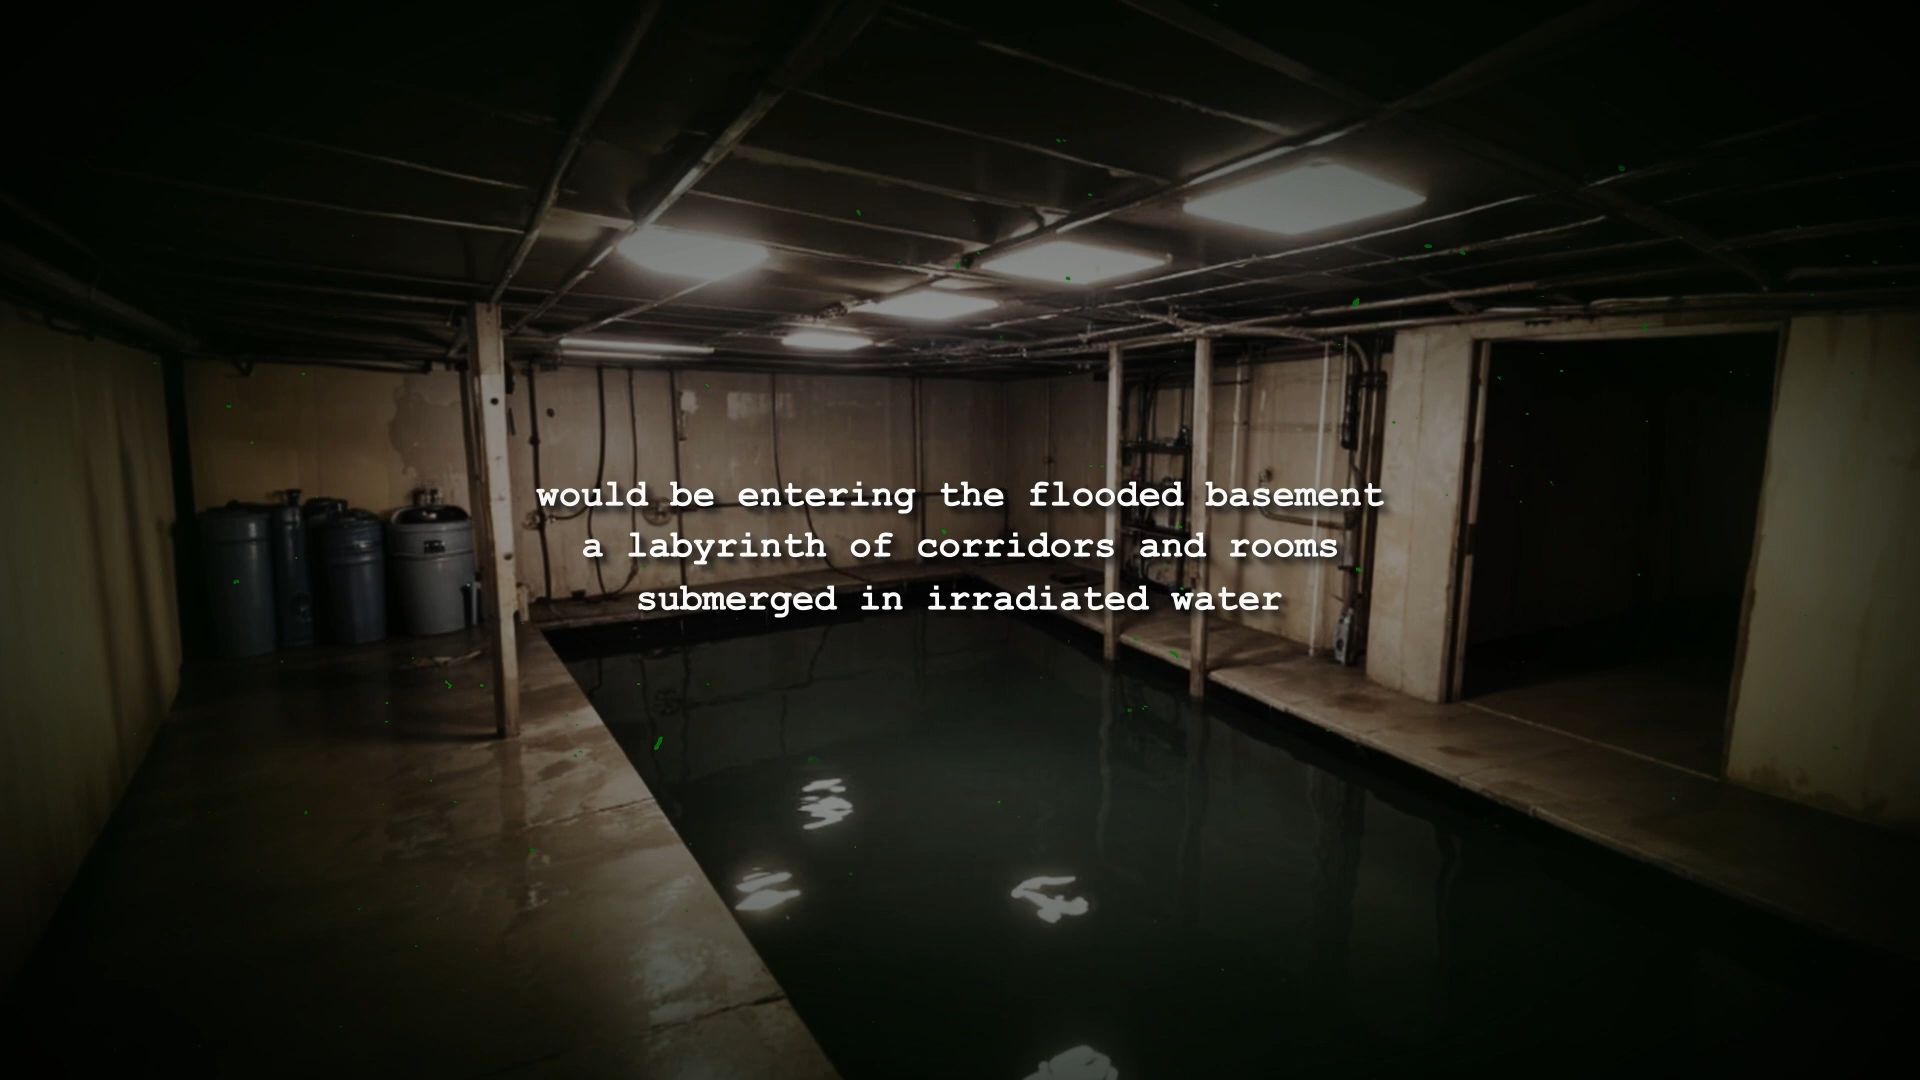 would be entering the flooded basement
a labyrinth of corridors and rooms
submerged in irradiated water